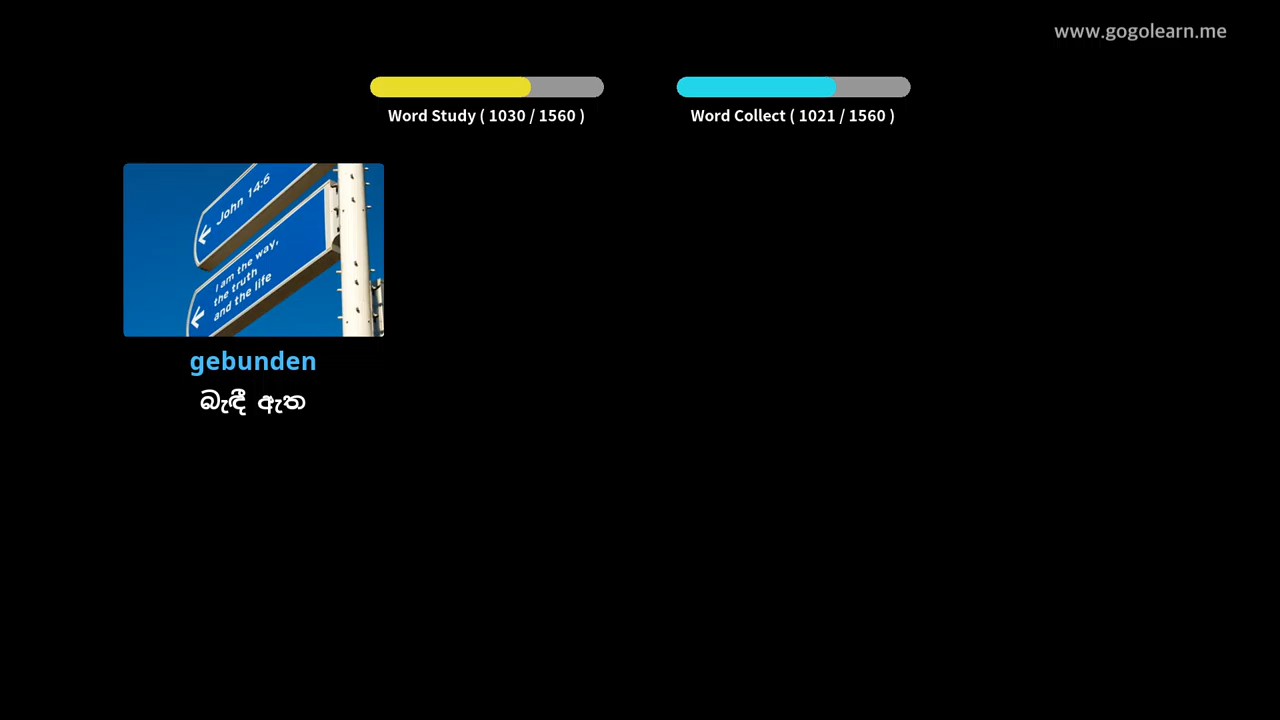 www.gogolearn.me
Word Study ( 1030 / 1560 )
Word Collect ( 1021 / 1560 )
John 14:6
I am the way,
the truth
and the life
gebunden
බැඳී ඇත